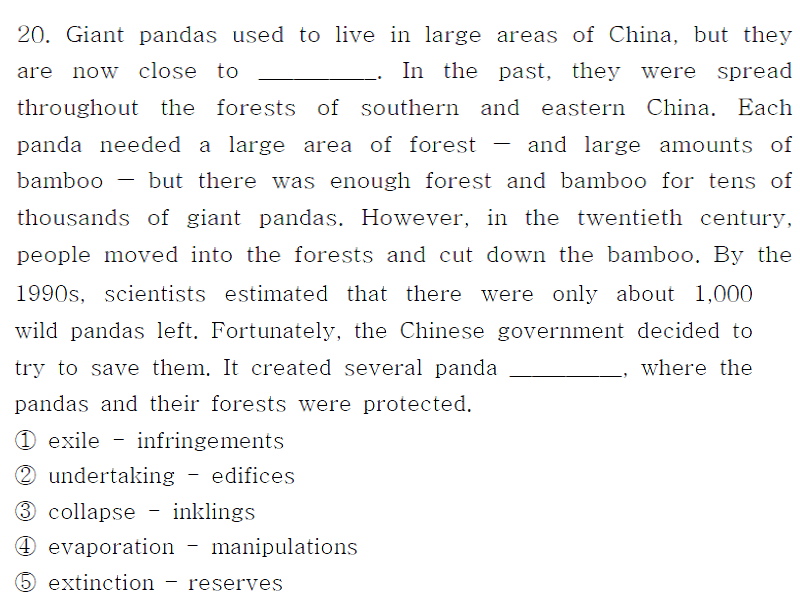 20. Giant pandas used to live in large areas of China, but they
are now close to __________. In the past, they were spread
throughout the forests of southern and eastern China. Each
panda needed a large area of forest － and large amounts of
bamboo － but there was enough forest and bamboo for tens of
thousands of giant pandas. However, in the twentieth century,
people moved into the forests and cut down the bamboo. By the
1990s, scientists estimated that there were only about 1,000
wild pandas left. Fortunately, the Chinese government decided to
try to save them. It created several panda __________, where the
pandas and their forests were protected.
① exile － infringements
② undertaking － edifices
③ collapse － inklings
④ evaporation － manipulations
⑤ extinction － reserves